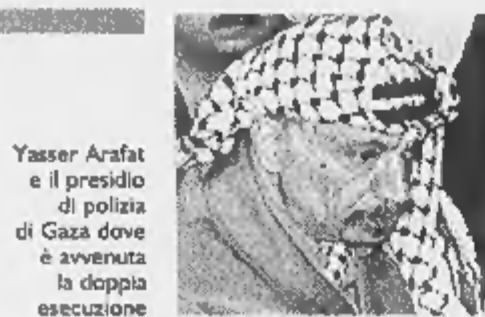 Yasser Arafat
e il presidio
di polizia
di Gaza dove
è avvenuta
la doppia
esecuzione